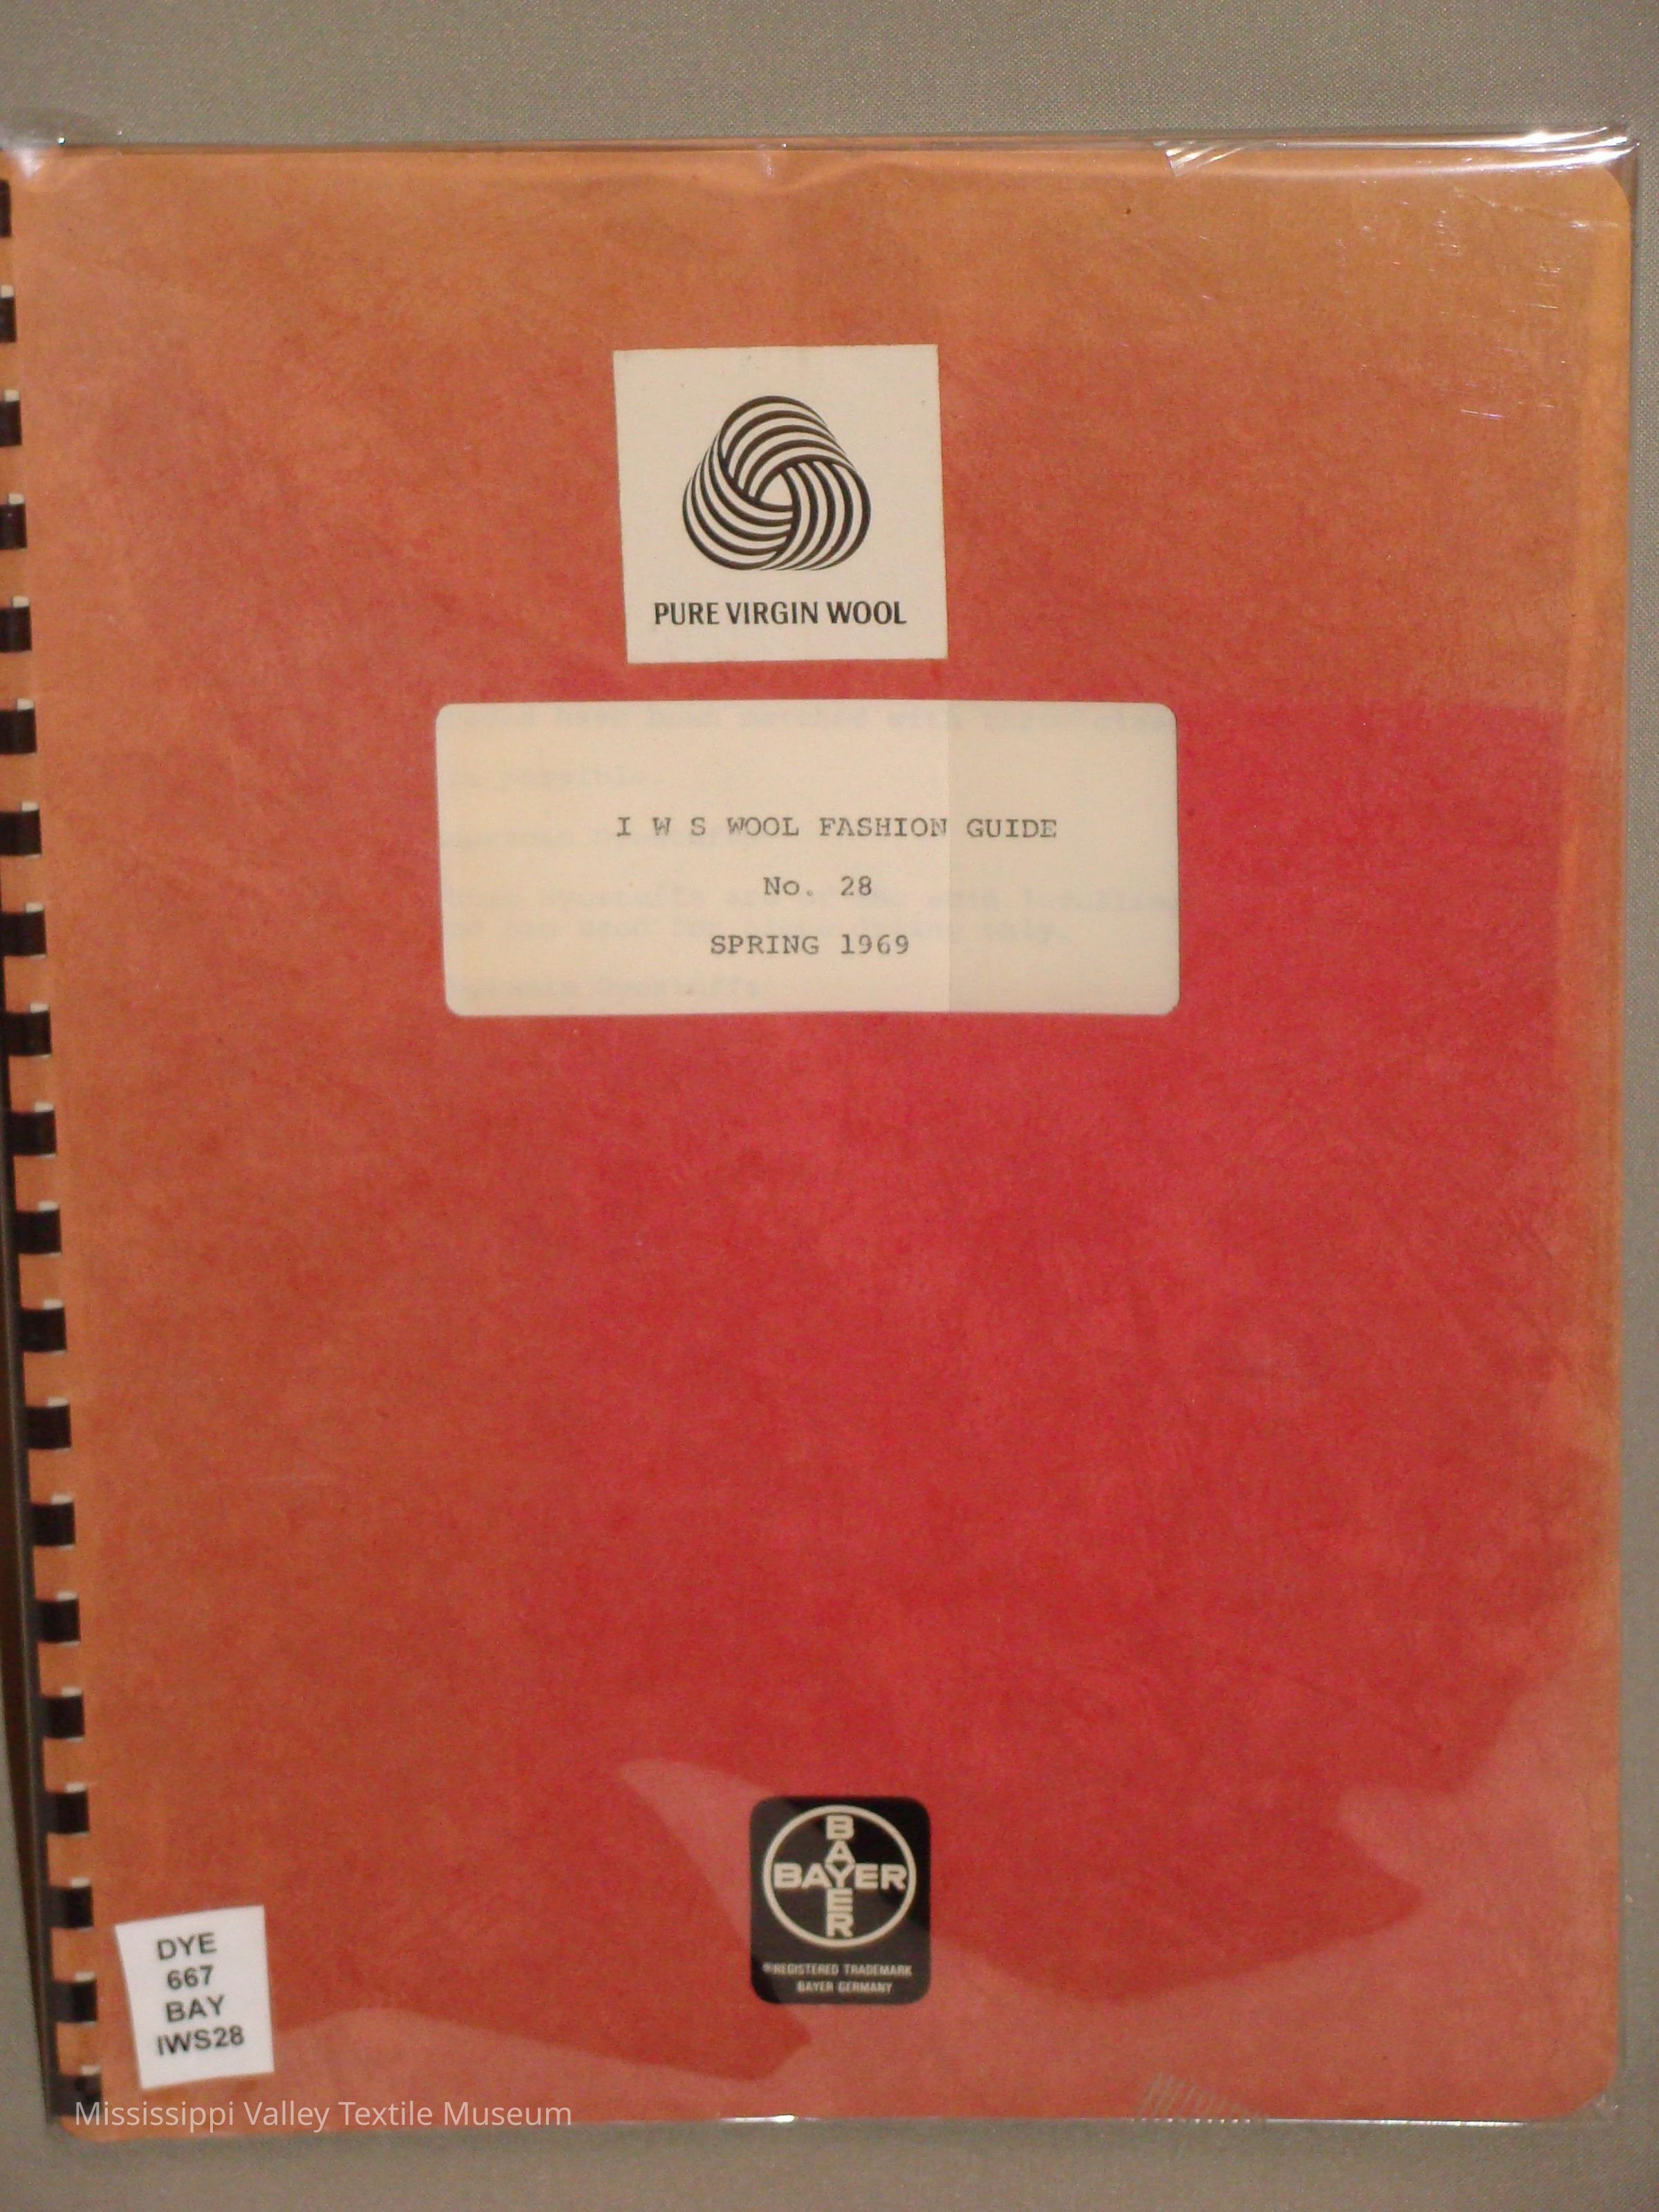 PURE VIRGIN WOOL
I W S WOOL FASHION GUIDE
No. 28
SPRING 1969
BAYER
BAYER
®REGISTERED TRADEMARK
BAYER GERMANY
DYE
667
BAY
IWS28
Mississippi Valley Textile Museum